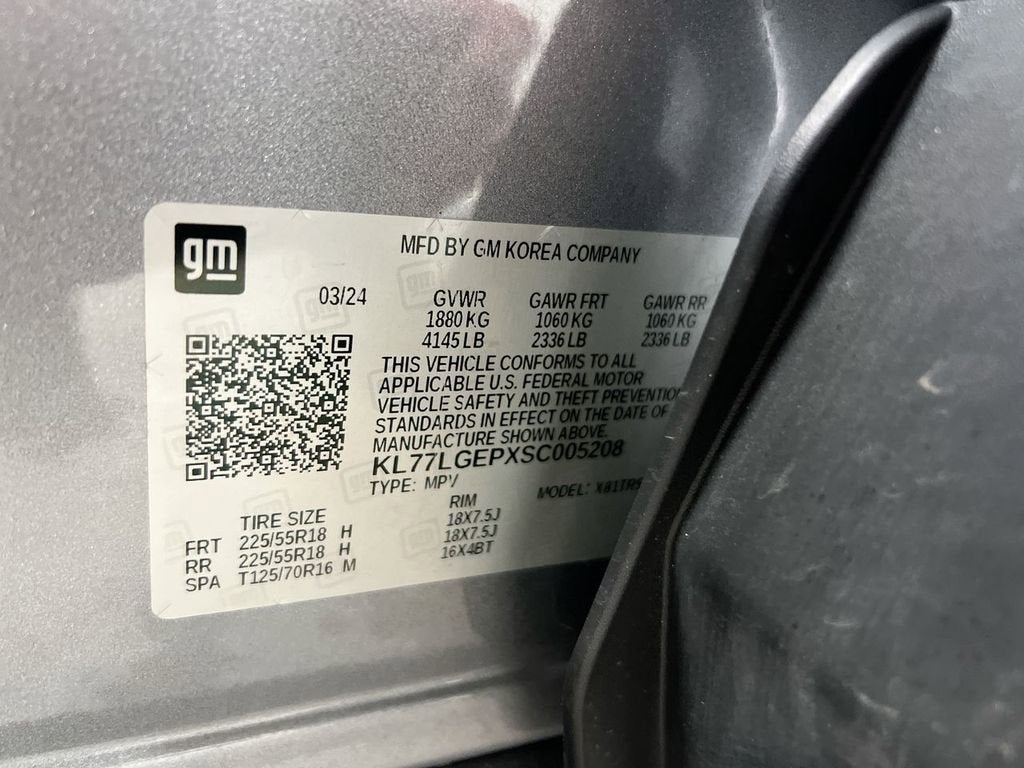 gm
MFD BY GM KOREA COMPANY
03/24 GVWR GAWR FRT GAWR RR
1880 KG 1060 KG 1060 KG
4145 LB 2336 LB 2336 LB
THIS VEHICLE CONFORMS TO ALL
APPLICABLE U.S. FEDERAL MOTOR
VEHICLE SAFETY AND THEFT PREVENTIO
STANDARDS IN EFFECT ON THE DATE OF
MANUFACTURE SHOWN ABOVE.
KL77LGEPXSC005208
TYPE: MPV MODEL:
TIRE SIZE RIM
FRT 225/55R18 H 18X7.5J
RR 225/55R18 H 18X7.5J
SPA T125/70R16 M 16X4BT